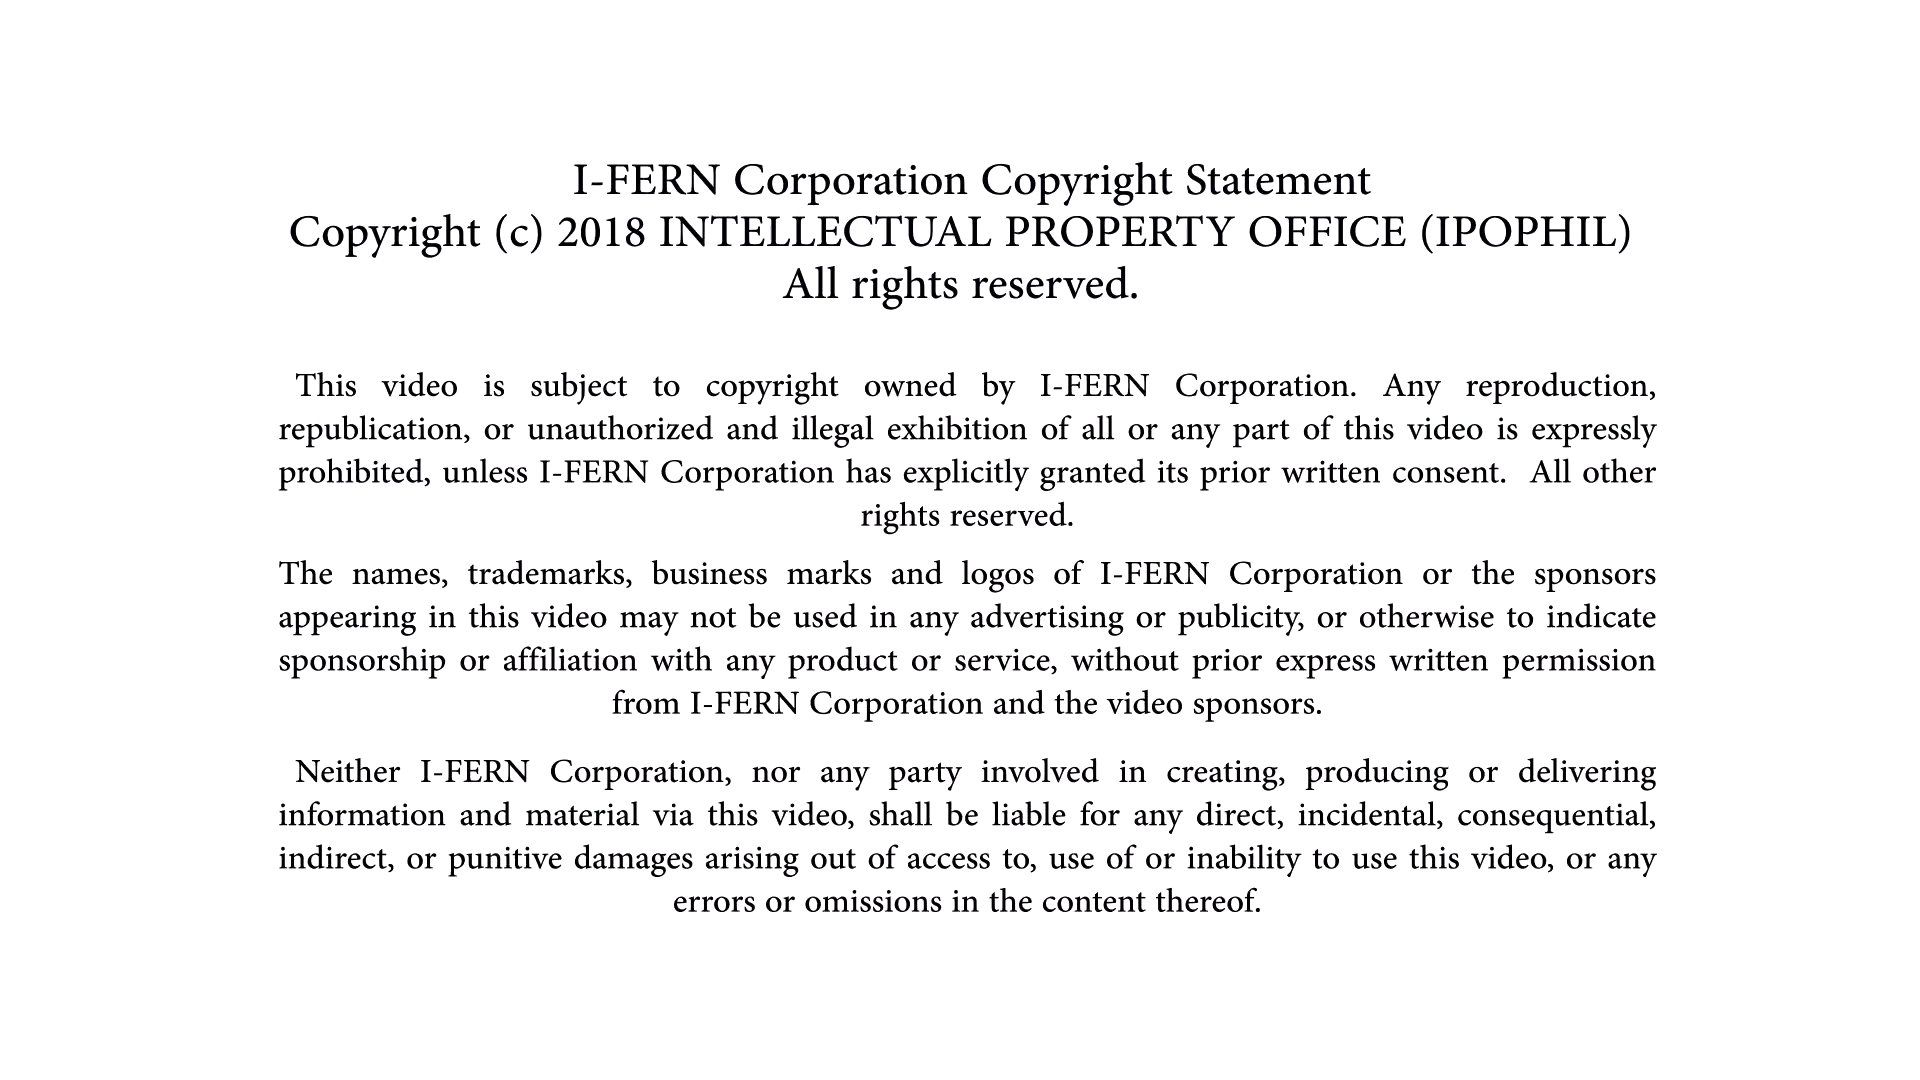 I-FERN Corporation Copyright Statement
Copyright (c) 2018 INTELLECTUAL PROPERTY OFFICE (IPOPHIL)
All rights reserved.
This video is subject to copyright owned by I-FERN Corporation. Any reproduction,
republication, or unauthorized and illegal exhibition of all or any part of this video is expressly
prohibited, unless I-FERN Corporation has explicitly granted its prior written consent. All other
rights reserved.
The names, trademarks, business marks and logos of I-FERN Corporation or the sponsors
appearing in this video may not be used in any advertising or publicity, or otherwise to indicate
sponsorship or affiliation with any product or service, without prior express written permission
from I-FERN Corporation and the video sponsors.
Neither I-FERN Corporation, nor any party involved in creating, producing or delivering
information and material via this video, shall be liable for any direct, incidental, consequential,
indirect, or punitive damages arising out of access to, use of or inability to use this video, or any
errors or omissions in the content thereof.